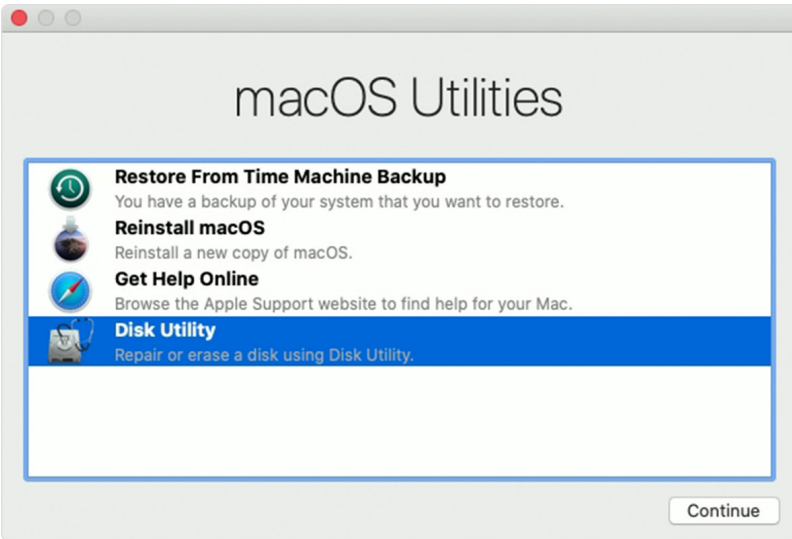 macOS Utilities
Restore From Time Machine Backup
You have a backup of your system that you want to restore.
Reinstall macOS
Reinstall a new copy of macOS.
Get Help Online
Browse the Apple Support website to find help for your Mac.
Disk Utility
Repair or erase a disk using Disk Utility.
Continue